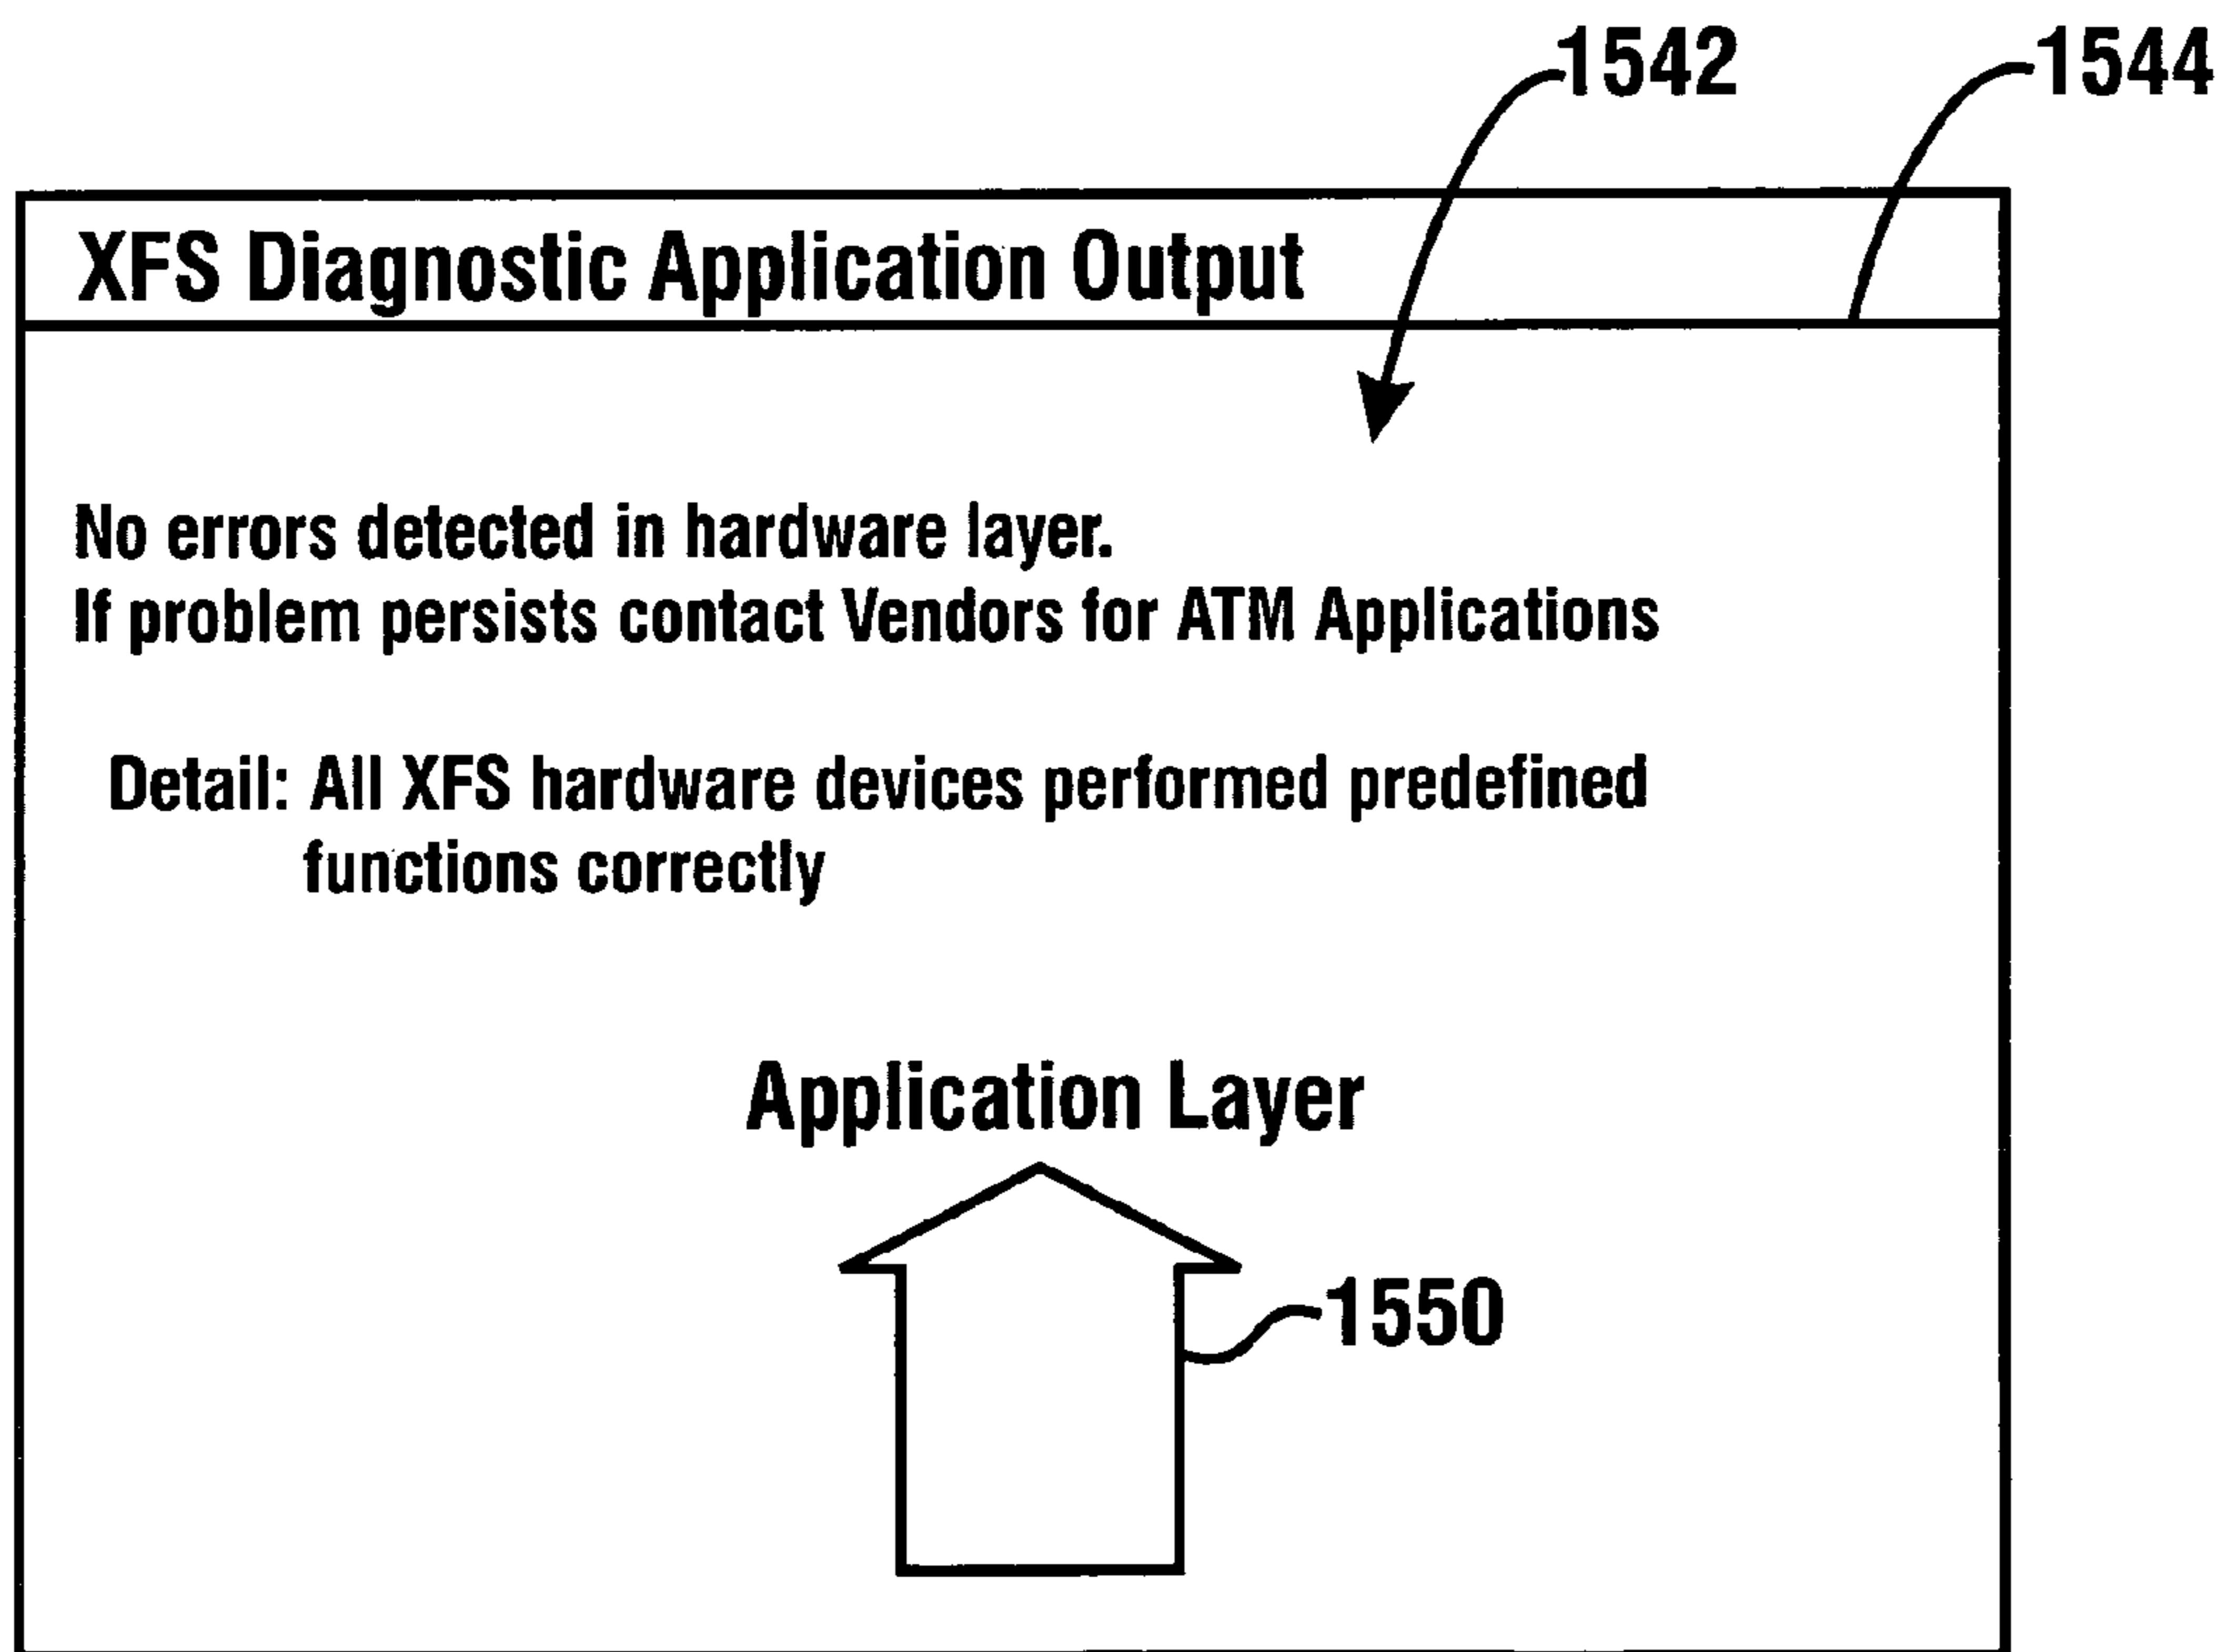 1542
1544
XFS Diagnostic Application Output
No errors detected in hardware layer.
If problem persists contact Vendors for ATM Applications
Detail: All XFS hardware devices performed predefined
functions correctly
Application Layer
1550